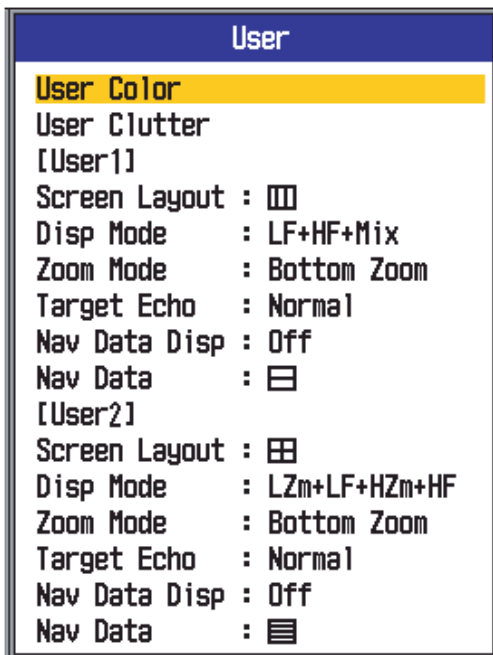 User
User Color
User Clutter
[User1]
Screen Layout :
Disp Mode : LF+HF+Mix
Zoom Mode : Bottom Zoom
Target Echo : Normal
Nav Data Disp : Off
Nav Data :
[User2]
Screen Layout :
Disp Mode : LZm+LF+HZm+HF
Zoom Mode : Bottom Zoom
Target Echo : Normal
Nav Data Disp : Off
Nav Data :